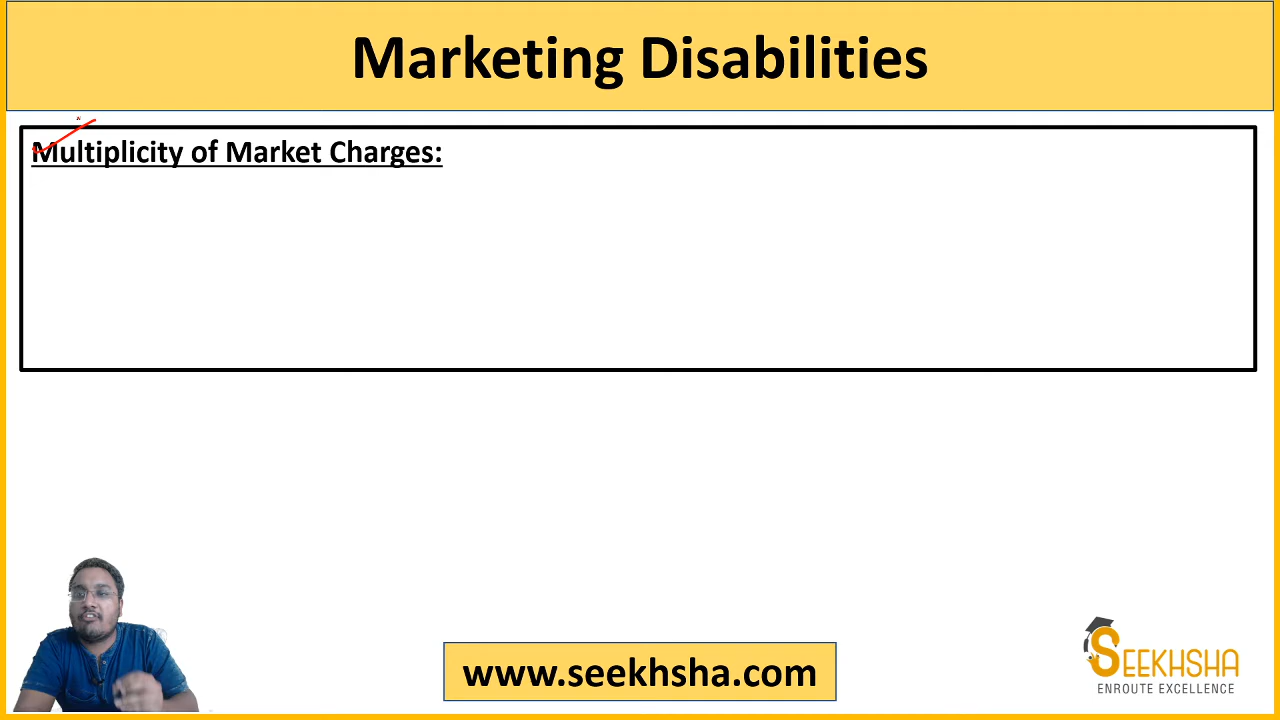 Marketing Disabilities
Multiplicity of Market Charges:
www.seekhsha.com
SEEKHSHA
ENROUTE EXCELLENCE